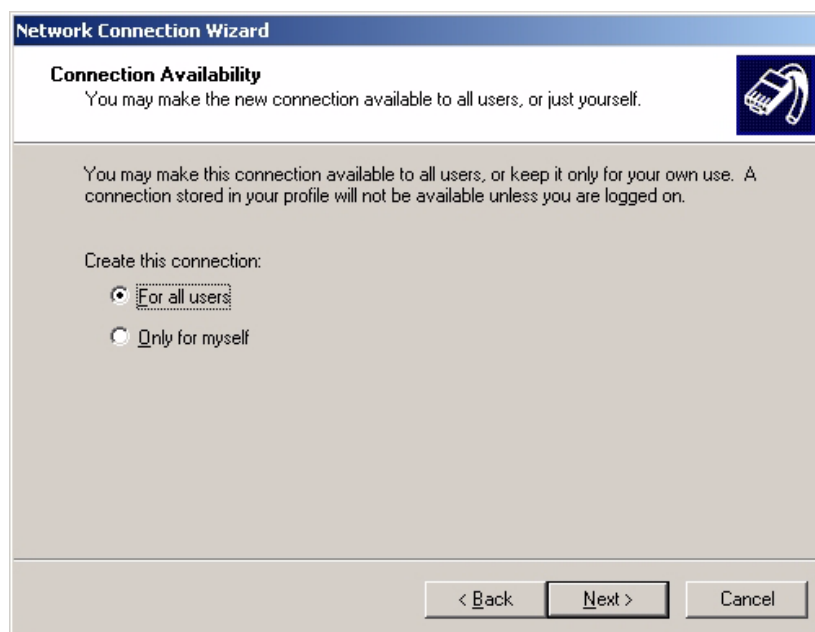 Network Connection Wizard
Connection Availability
You may make the new connection available to all users, or just yourself.
You may make this connection available to all users, or keep it only for your own use. A
connection stored in your profile will not be available unless you are logged on.
Create this connection:
For all users
Only for myself
< Back
Next >
Cancel